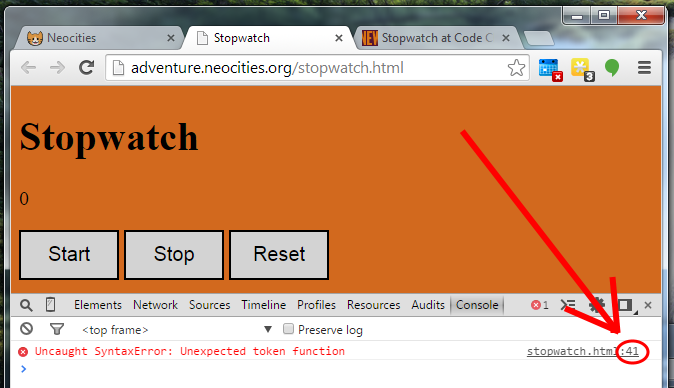 Neocities Stopwatch Stopwatch at Code C
adventure.neocities.org/stopwatch.html 3
Stopwatch
0
Start Stop Reset
Elements Network Sources Timeline Profiles Resources Audits Console 1
<top frame> Preserve log
Uncaught SyntaxError: Unexpected token function stopwatch.html:41